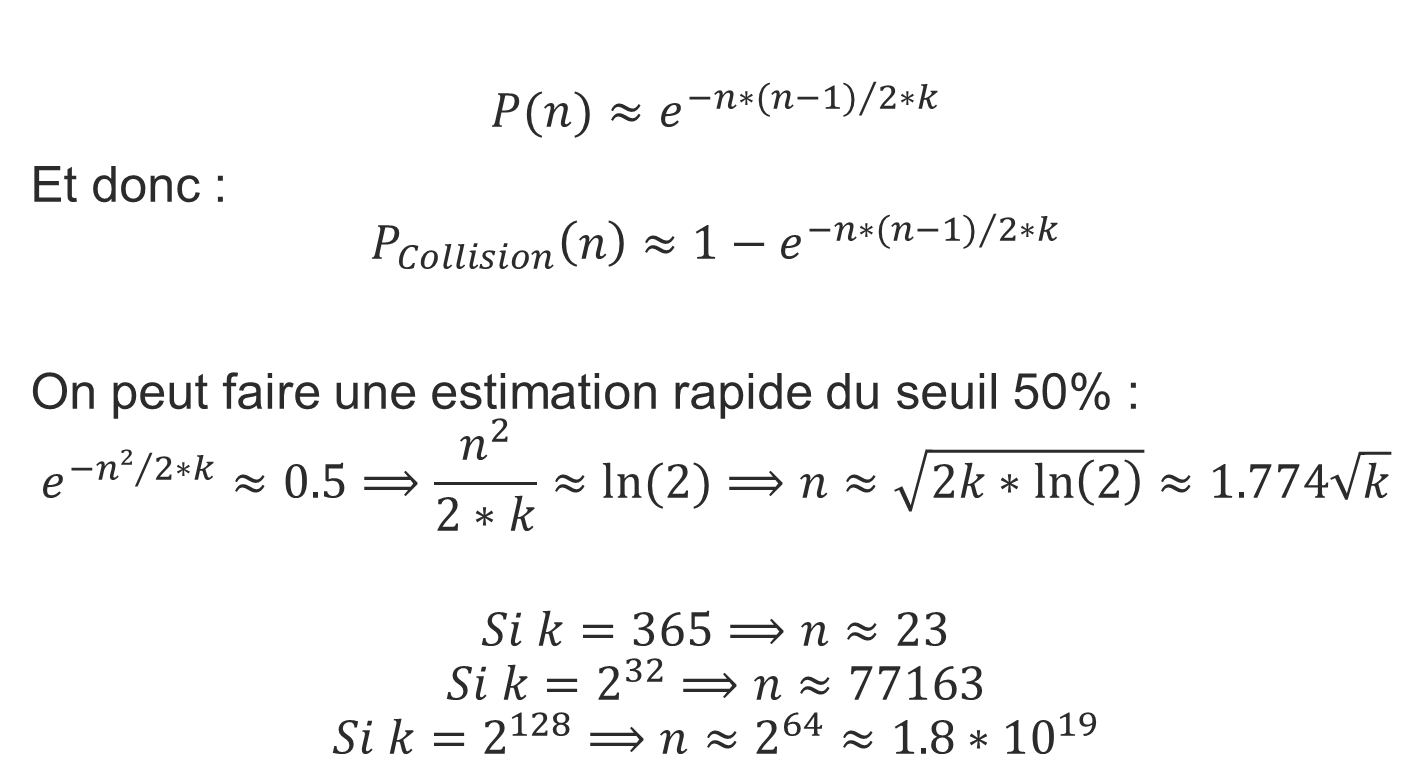 P(n) ≈ e^{−n∗(n−1)/2∗k}
Et donc :
P_{Collision}(n) ≈ 1 − e^{−n∗(n−1)/2∗k}
On peut faire une estimation rapide du seuil 50% :
e^{−n²/2∗k} ≈ 0.5 ⟹ \frac{n²}{2 ∗ k} ≈ ln(2) ⟹ n ≈ √(2k ∗ ln(2)) ≈ 1.774√k
Si k = 365 ⟹ n ≈ 23
Si k = 2^{32} ⟹ n ≈ 77163
Si k = 2^{128} ⟹ n ≈ 2^{64} ≈ 1.8 ∗ 10^{19}